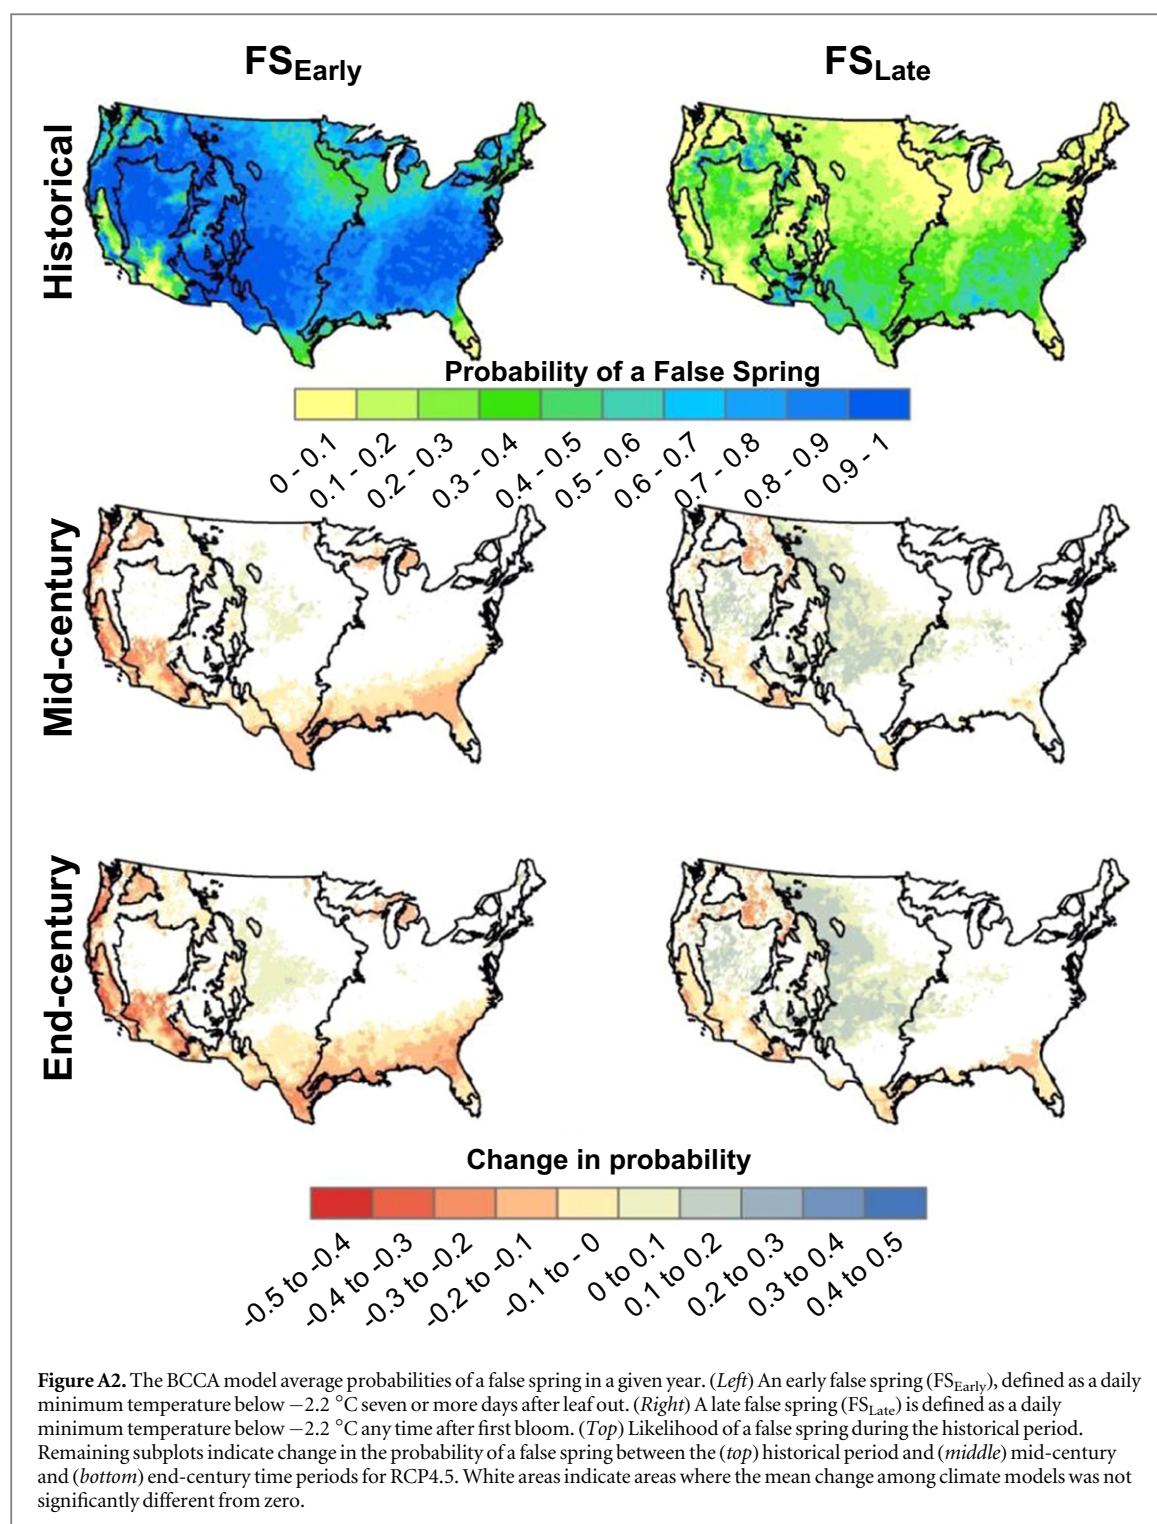 FSEarly
FSLate
Historical
Probability of a False Spring
0 - 0.1
0.1 - 0.2
0.2 - 0.3
0.3 - 0.4
0.4 - 0.5
0.5 - 0.6
0.6 - 0.7
0.7 - 0.8
0.8 - 0.9
0.9 - 1
Mid-century
End-century
Change in probability
-0.5 to -0.4
-0.4 to -0.3
-0.3 to -0.2
-0.2 to -0.1
-0.1 to - 0
0 to 0.1
0.1 to 0.2
0.2 to 0.3
0.3 to 0.4
0.4 to 0.5
Figure A2. The BCCA model average probabilities of a false spring in a given year. (Left) An early false spring (FSEarly), defined as a daily
minimum temperature below −2.2 °C seven or more days after leaf out. (Right) A late false spring (FSLate) is defined as a daily
minimum temperature below −2.2 °C any time after first bloom. (Top) Likelihood of a false spring during the historical period.
Remaining subplots indicate change in the probability of a false spring between the (top) historical period and (middle) mid-century
and (bottom) end-century time periods for RCP4.5. White areas indicate areas where the mean change among climate models was not
significantly different from zero.